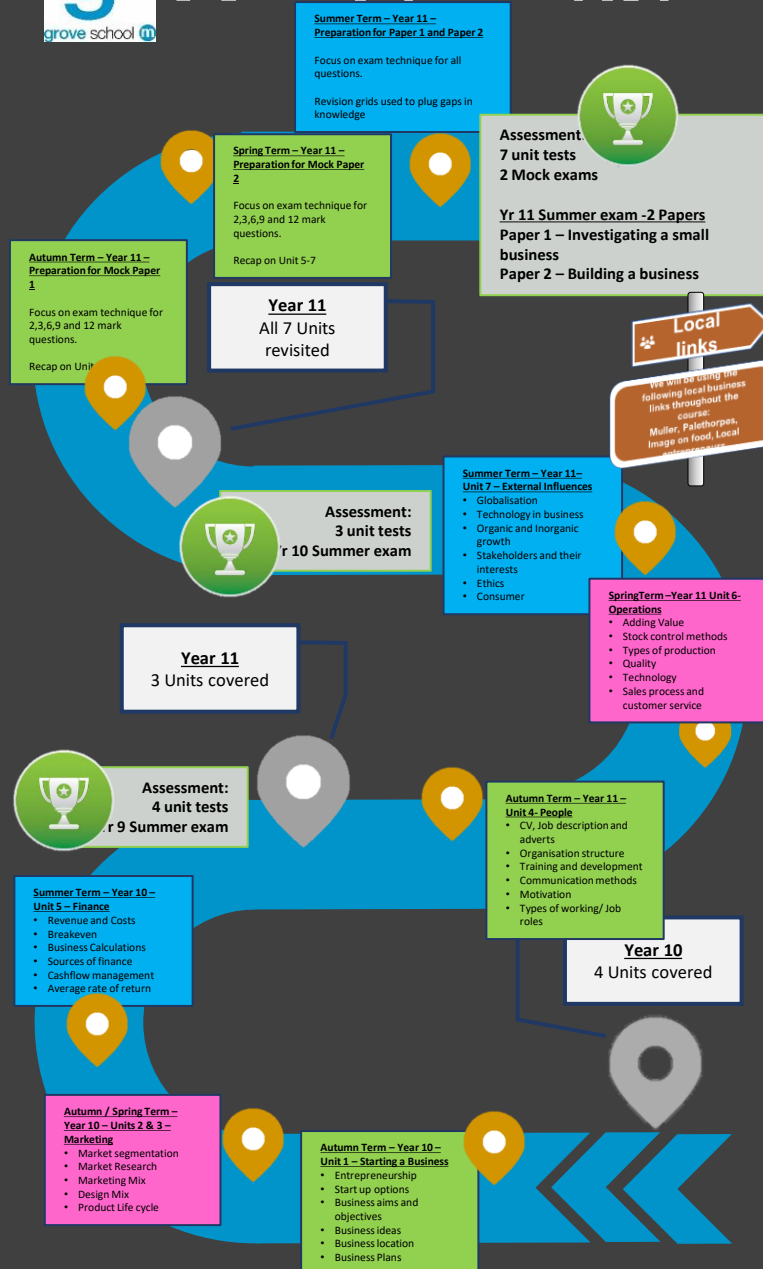 grove school m
Summer Term – Year 11 –
Preparation for Paper 1 and Paper 2
Focus on exam technique for all
questions.
Revision grids used to plug gaps in
knowledge
Assessment:
7 unit tests
2 Mock exams
Yr 11 Summer exam -2 Papers
Paper 1 – Investigating a small
business
Paper 2 – Building a business
Spring Term – Year 11 –
Preparation for Mock Paper
2
Focus on exam technique for
2,3,6,9 and 12 mark
questions.
Recap on Unit 5-7
Autumn Term – Year 11 –
Preparation for Mock Paper
1
Focus on exam technique for
2,3,6,9 and 12 mark
questions.
Recap on Unit
Year 11
All 7 Units
revisited
Local
links
We will be using the
following local business
links throughout the
course:
Muller, Palethorpes,
Image on food, Local
entrepreneurs
Summer Term – Year 11–
Unit 7 – External Influences
• Globalisation
• Technology in business
• Organic and Inorganic
growth
• Stakeholders and their
interests
• Ethics
• Consumer
Assessment:
3 unit tests
r 10 Summer exam
SpringTerm –Year 11 Unit 6-
Operations
• Adding Value
• Stock control methods
• Types of production
• Quality
• Technology
• Sales process and
customer service
Year 11
3 Units covered
Assessment:
4 unit tests
r 9 Summer exam
Autumn Term – Year 11 –
Unit 4- People
• CV, Job description and
adverts
• Organisation structure
• Training and development
• Communication methods
• Motivation
• Types of working/ Job
roles
Year 10
4 Units covered
Summer Term – Year 10 –
Unit 5 – Finance
• Revenue and Costs
• Breakeven
• Business Calculations
• Sources of finance
• Cashflow management
• Average rate of return
Autumn / Spring Term –
Year 10 – Units 2 & 3 –
Marketing
• Market segmentation
• Market Research
• Marketing Mix
• Design Mix
• Product Life cycle
Autumn Term – Year 10 –
Unit 1 – Starting a Business
• Entrepreneurship
• Start up options
• Business aims and
objectives
• Business ideas
• Business location
• Business Plans